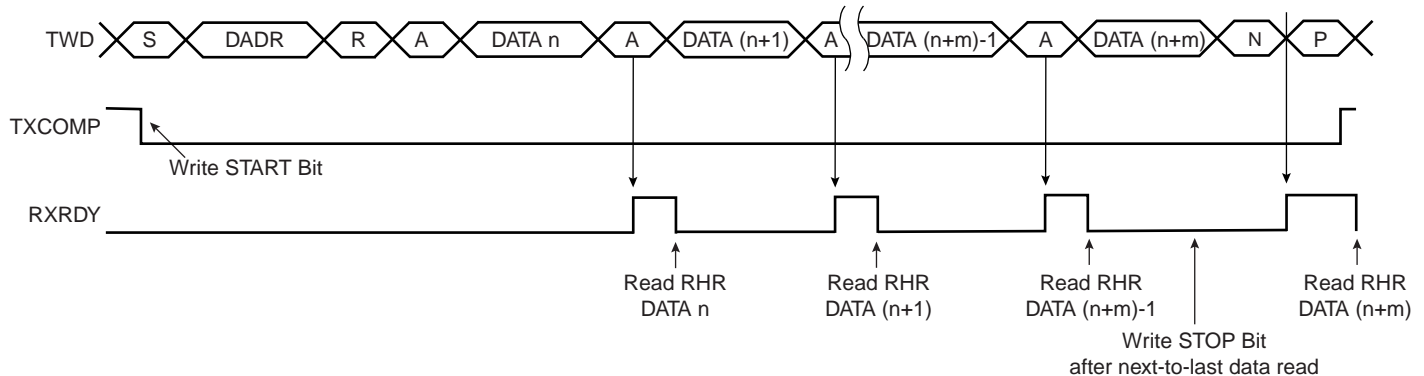 TWD S DADR R A DATA n A DATA (n+1) A DATA (n+m)-1 A DATA (n+m) N P
TXCOMP
Write START Bit
RXRDY
Read RHR Read RHR Read RHR Read RHR
DATA n DATA (n+1) DATA (n+m)-1 DATA (n+m)
Write STOP Bit
after next-to-last data read